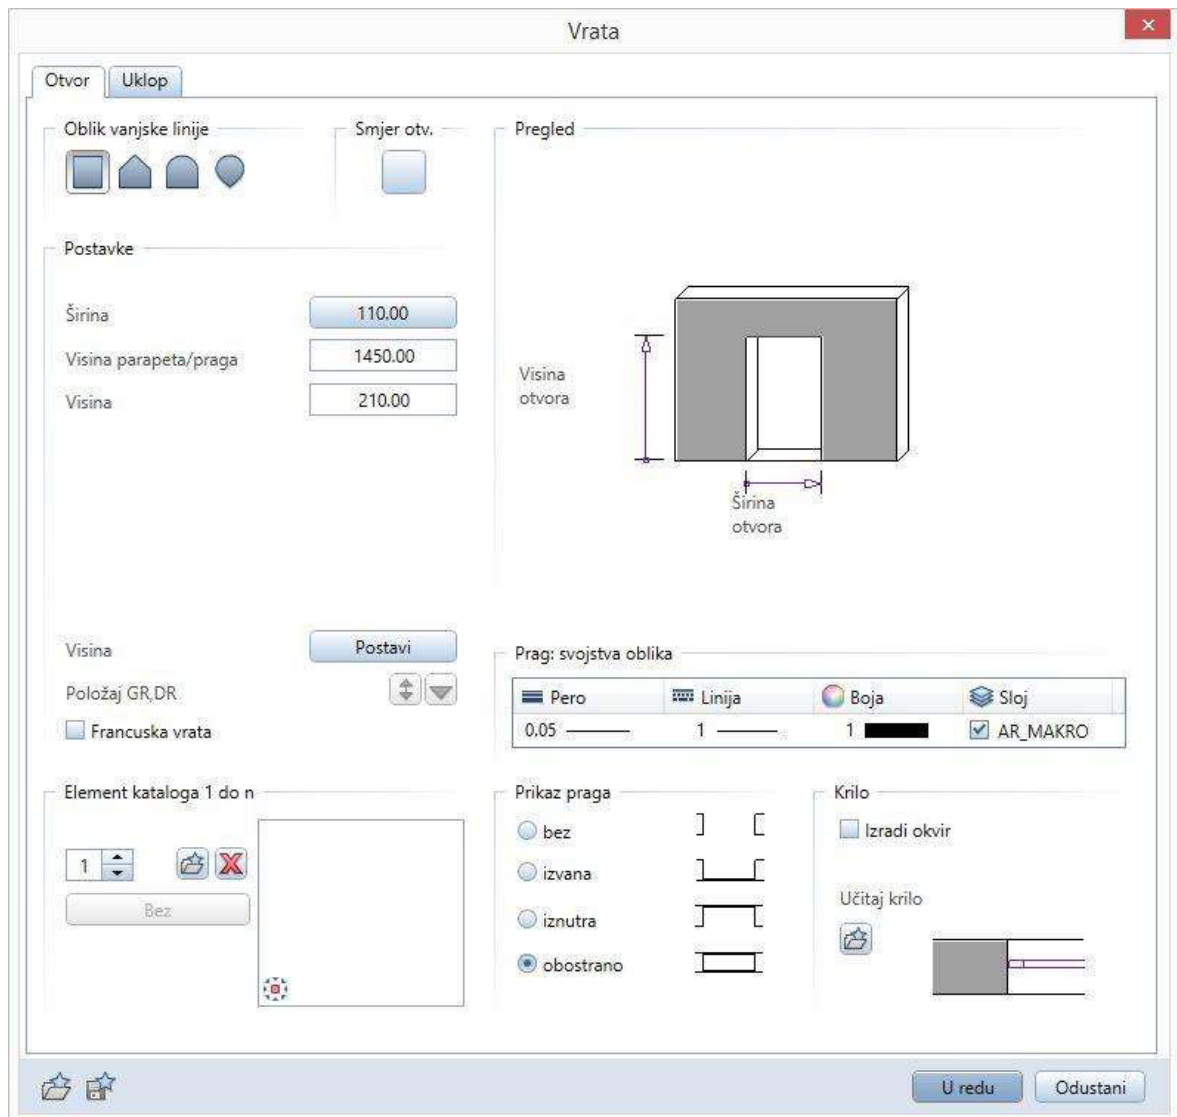 Vrata
Otvor Uklop
Oblik vanjske linije
Smjer otv.
Pregled
Postavke
Širina 110.00
Visina parapeta/praga 1450.00
Visina 210.00
Visina
otvora
Širina
otvora
Visina Postavi
Položaj GR,DR
Francuska vrata
Prag: svojstva oblika
Pero Linija Boja Sloj
0.05 1 1 AR_MAKRO
Element kataloga 1 do n
1
Bez
Prikaz praga
bez
izvana
iznutra
obostrano
Krilo
Izradi okvir
Učitaj krilo
U redu Odustani